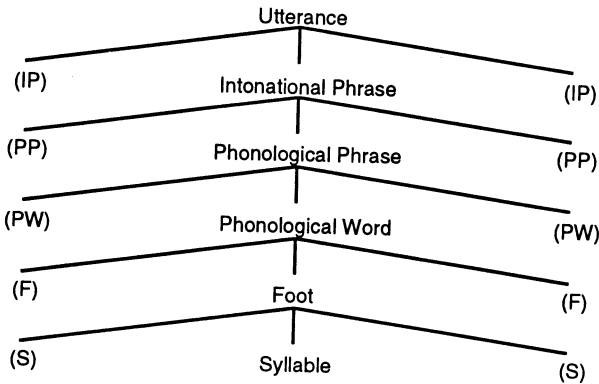 Utterance
(IP) Intonational Phrase (IP)
(PP) Phonological Phrase (PP)
(PW) Phonological Word (PW)
(F) Foot (F)
(S) Syllable (S)